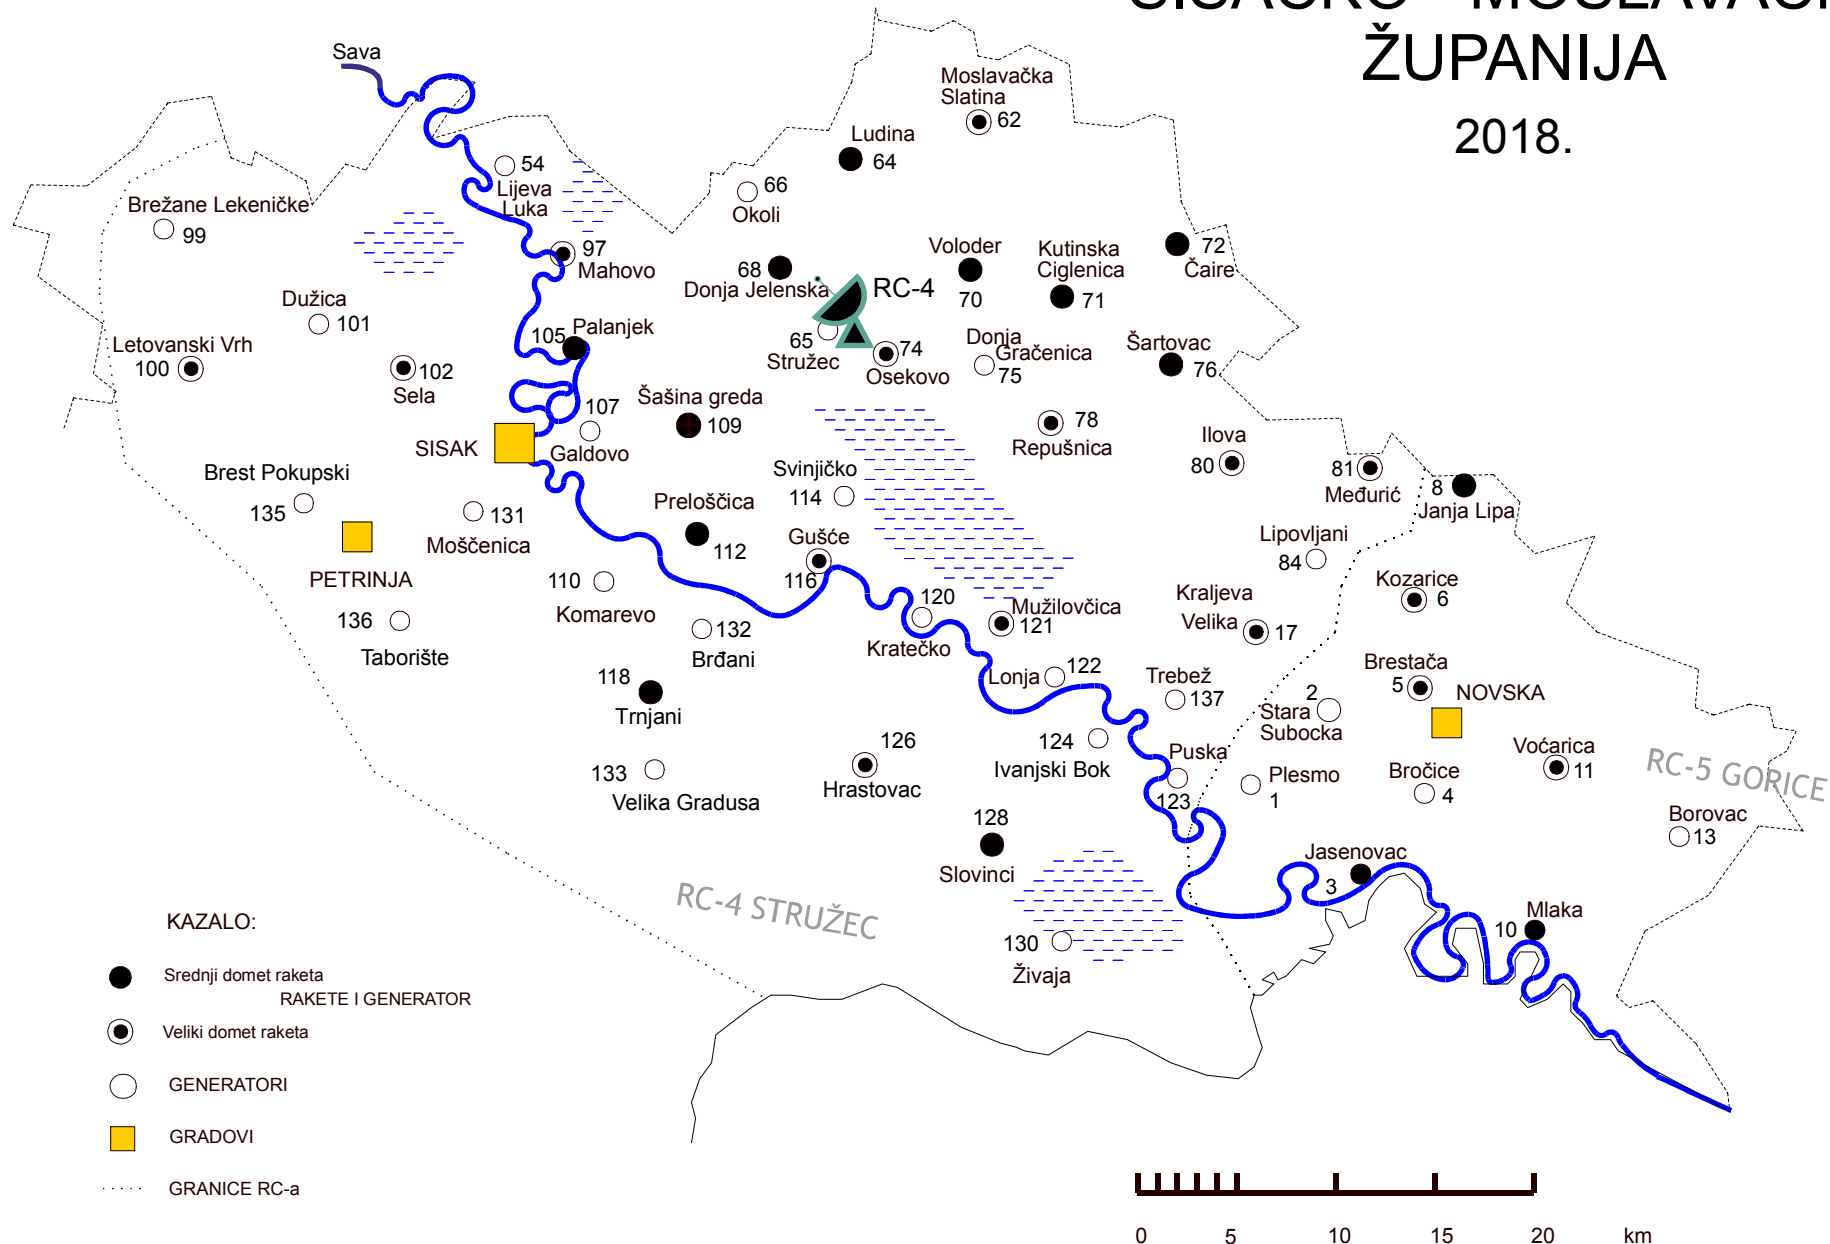 ŽUPANIJA
2018.
Sava
Moslavačka
Slatina
62
Ludina
64
54
Lijeva
Luka
66
Okoli
Brežane Lekeničke
99
97
Mahovo
68
Donja Jelenska
RC-4
Voloder
70
Kutinska
Ciglenica
71
72
Čaire
Dužica
101
105
Palanjek
65
Stružec
74
Osekovo
Donja
Gračenica
75
Šartovac
76
Letovanski Vrh
100
102
Sela
107
Galdovo
Šašina greda
109
78
Repušnica
Ilova
80
81
Međurić
8
Janja Lipa
SISAK
Brest Pokupski
135
131
Moščenica
Preloščica
112
Svinjičko
114
Gušće
116
Lipovljani
84
PETRINJA
110
Komarevo
136
Taborište
132
Brđani
120
Kratečko
Mužilovčica
121
Kraljeva
Velika
17
Kozarice
6
118
Trnjani
Lonja
122
Trebež
137
2
Stara
Subocka
Brestača
5
NOVSKA
133
Velika Gradusa
126
Hrastovac
124
Ivanjski Bok
Puska
123
Plesmo
1
Bročice
4
Voćarica
11
RC-5 GORICE
Borovac
13
128
Slovinci
Jasenovac
3
RC-4 STRUŽEC
130
Živaja
Mlaka
10
KAZALO:
Srednji domet raketa
RAKETE I GENERATOR
Veliki domet raketa
GENERATORI
GRADOVI
GRANICE RC-a
0 5 10 15 20 km